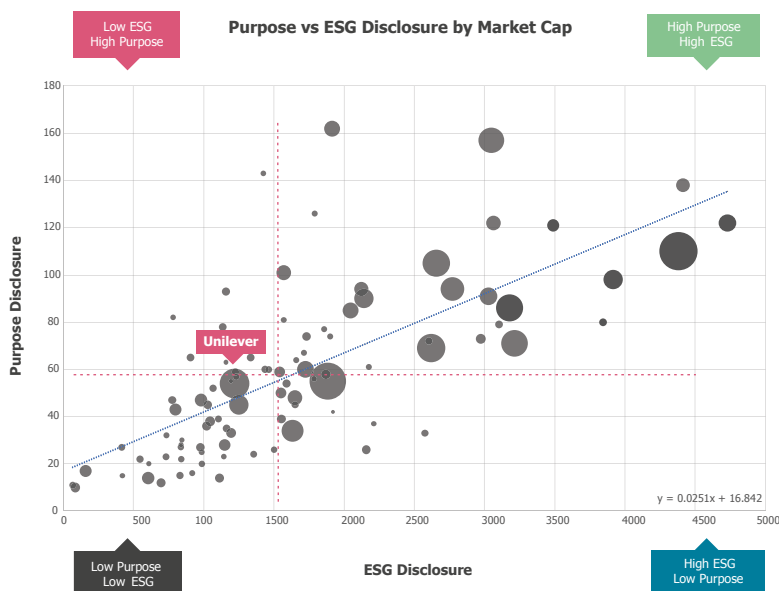 Low ESG
High Purpose
Purpose vs ESG Disclosure by Market Cap
High Purpose
High ESG
180
160
140
120
100
80
60
40
20
0
Purpose Disclosure
Unilever
y = 0.0251x + 16.842
0
500
100
1500
2000
2500
3000
3500
4000
4500
5000
Low Purpose
Low ESG
ESG Disclosure
High ESG
Low Purpose